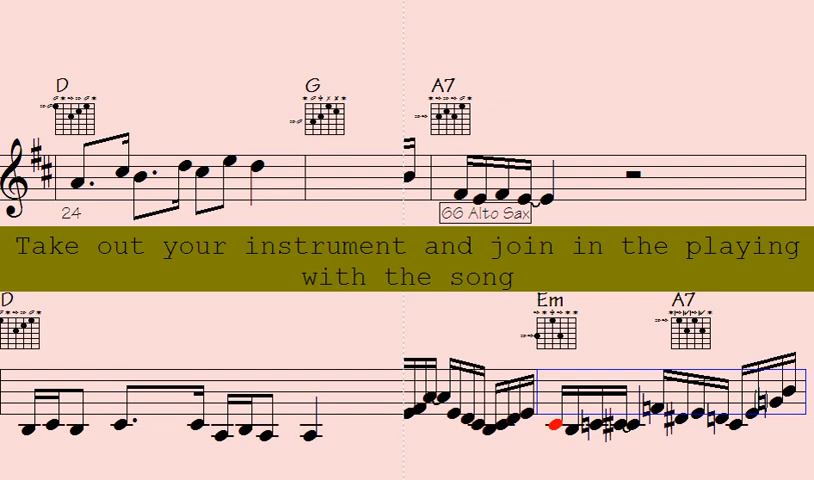 D G A7
24 66 Alto Sax
Take out your instrument and join in the playing
with the song
D Em A7